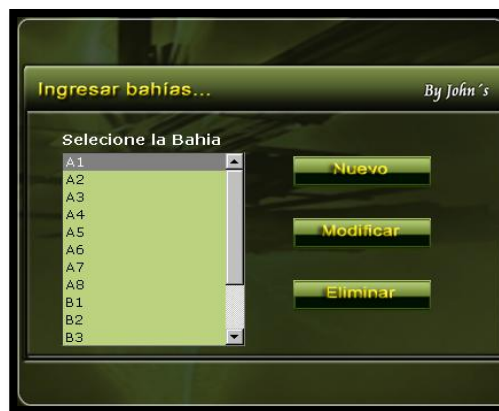 Ingresar bahías...
By John´s
Selecione la Bahia
A1
A2
A3
A4
A5
A6
A7
A8
B1
B2
B3
Nuevo
Modificar
Eliminar